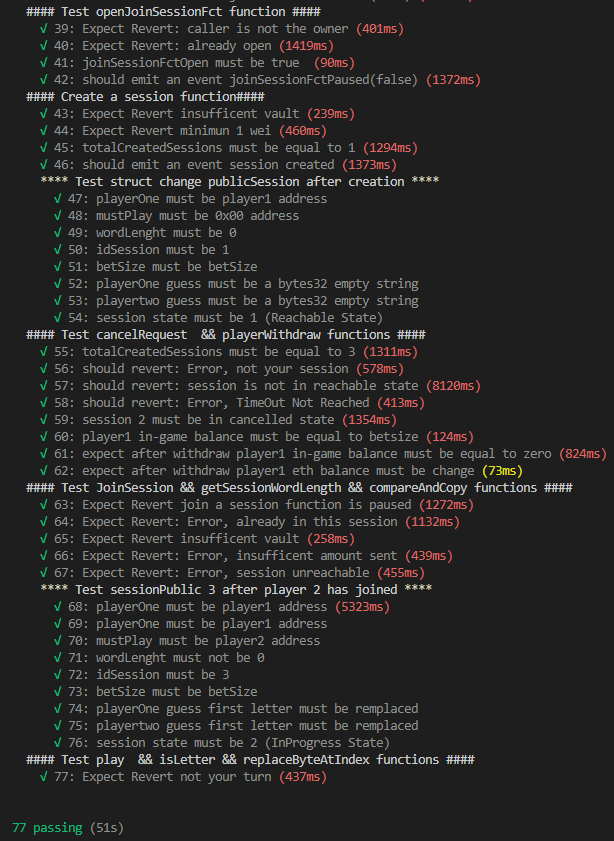 #### Test openJoinSessionFct function ####
√ 39: Expect Revert: caller is not the owner (401ms)
√ 40: Expect Revert: already open (1419ms)
√ 41: joinSessionFctOpen must be true  (90ms)
√ 42: should emit an event joinSessionFctPaused(false) (1372ms)
#### Create a session function####
√ 43: Expect Revert insufficient vault (239ms)
√ 44: Expect Revert minimun 1 wei (460ms)
√ 45: totalCreatedSessions must be equal to 1 (1294ms)
√ 46: should emit an event session created (1373ms)
**** Test struct change publicSession after creation ****
√ 47: playerOne must be player1 address
√ 48: mustPlay must be 0x00 address
√ 49: wordLenght must be 0
√ 50: idSession must be 1
√ 51: betSize must be betSize
√ 52: playerOne guess must be a bytes32 empty string
√ 53: playertwo guess must be a bytes32 empty string
√ 54: session state must be 1 (Reachable State)
#### Test cancelRequest  && playerWithdraw functions ####
√ 55: totalCreatedSessions must be equal to 3 (1311ms)
√ 56: should revert: Error, not your session (578ms)
√ 57: should revert: session is not in reachable state (8120ms)
√ 58: should revert: Error, TimeOut Not Reached (413ms)
√ 59: session 2 must be in cancelled state (1354ms)
√ 60: player1 in-game balance must be equal to betsize (124ms)
√ 61: expect after withdraw player1 in-game balance must be equal to zero (824ms)
√ 62: expect after withdraw player1 eth balance must be change (73ms)
#### Test JoinSession && getSessionWordLength && compareAndCopy functions ####
√ 63: Expect Revert join a session function is paused (1272ms)
√ 64: Expect Revert: Error, already in this session (1132ms)
√ 65: Expect Revert insufficient vault (258ms)
√ 66: Expect Revert: Error, insufficient amount sent (439ms)
√ 67: Expect Revert: Error, session unreachable (455ms)
**** Test sessionPublic 3 after player 2 has joined ****
√ 68: playerOne must be player1 address (5323ms)
√ 69: playerOne must be player1 address
√ 70: mustPlay must be player2 address
√ 71: wordLenght must not be 0
√ 72: idSession must be 3
√ 73: betSize must be betSize
√ 74: playerOne guess first letter must be remplaced
√ 75: playertwo guess first letter must be remplaced
√ 76: session state must be 2 (InProgress State)
#### Test play  && isLetter && replaceByteAtIndex functions ####
√ 77: Expect Revert not your turn (437ms)
77 passing (51s)